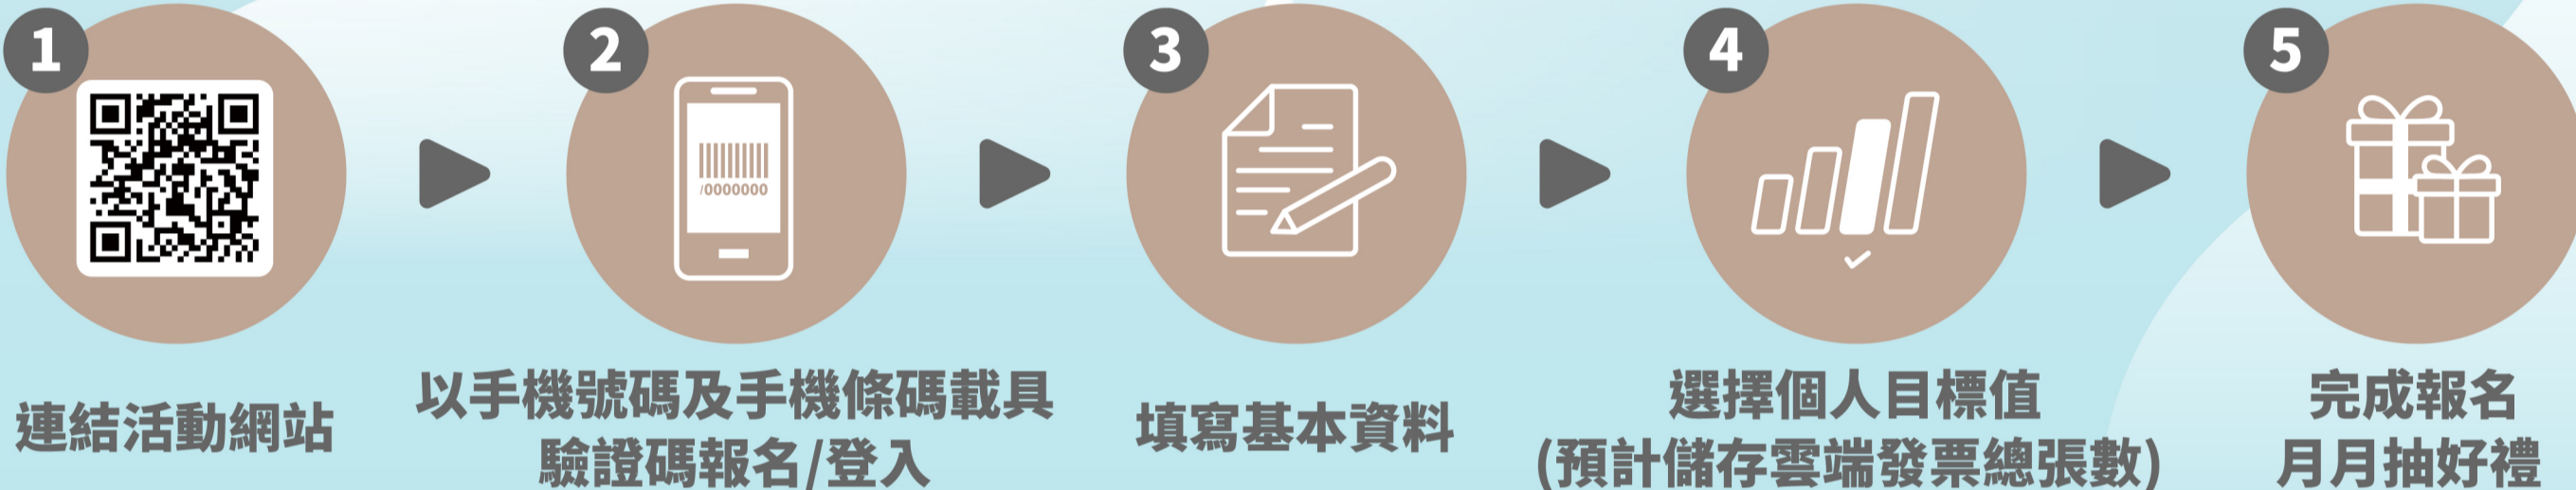 1
連結活動網站
2
/0000000
以手機號碼及手機條碼載具
驗證碼報名/登入
3
填寫基本資料
4
選擇個人目標值
(預計儲存雲端發票總張數)
5
完成報名
月月抽好禮